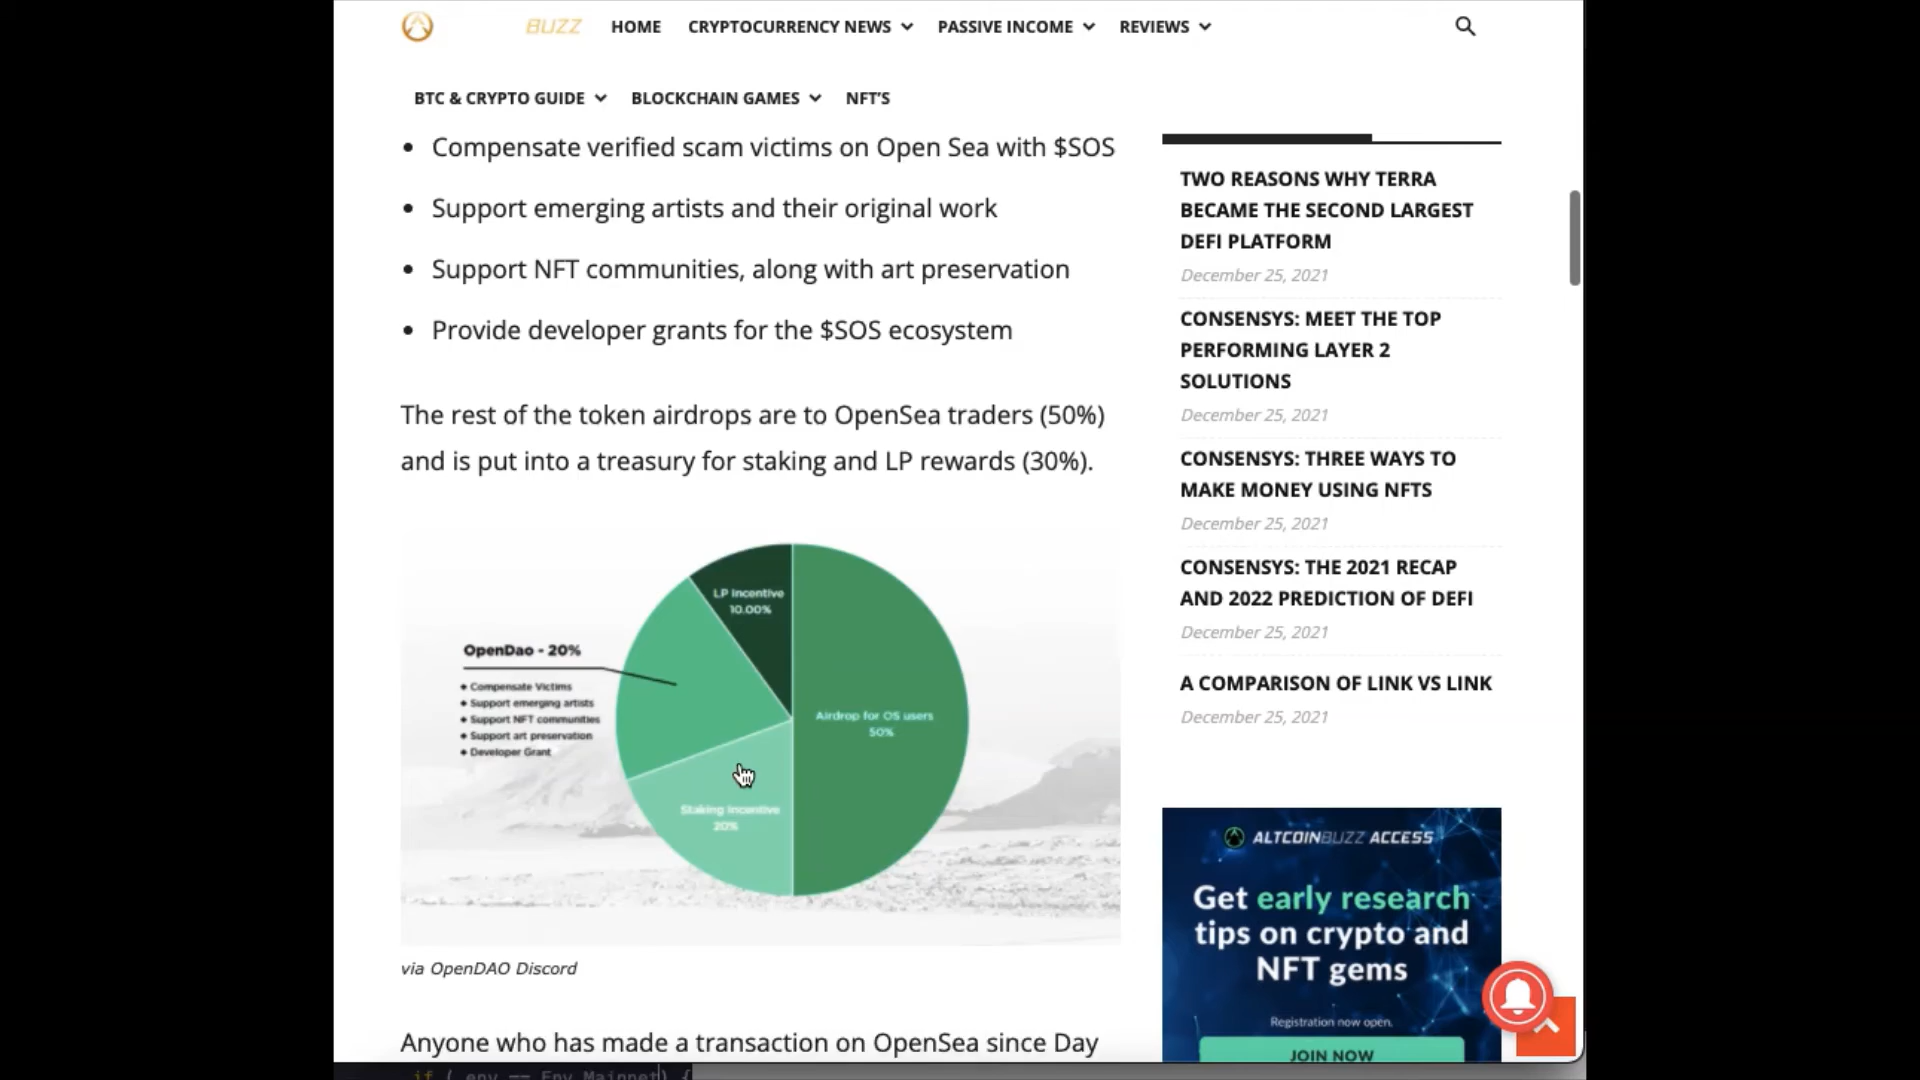 BUZZ
HOME
CRYPTOCURRENCY NEWS
PASSIVE INCOME
REVIEWS
BTC & CRYPTO GUIDE
BLOCKCHAIN GAMES
NFT'S
• Compensate verified scam victims on Open Sea with $SOS
• Support emerging artists and their original work
• Support NFT communities, along with art preservation
• Provide developer grants for the $SOS ecosystem
The rest of the token airdrops are to OpenSea traders (50%)
and is put into a treasury for staking and LP rewards (30%).
LP Incentive
10.00%
OpenDao - 20%
Compensate Victims
Support emerging artists
Support NFT communities
Support art preservation
Developer Grant
Airdrop for OS users
50%
Staking Incentive
20%
via OpenDAO Discord
Anyone who has made a transaction on OpenSea since Day
TWO REASONS WHY TERRA
BECAME THE SECOND LARGEST
DEFI PLATFORM
December 25, 2021
CONSENSYS: MEET THE TOP
PERFORMING LAYER 2
SOLUTIONS
December 25, 2021
CONSENSYS: THREE WAYS TO
MAKE MONEY USING NFTS
December 25, 2021
CONSENSYS: THE 2021 RECAP
AND 2022 PREDICTION OF DEFI
December 25, 2021
A COMPARISON OF LINK VS LINK
December 25, 2021
ALTCOINBUZZ ACCESS
Get early research
tips on crypto and
NFT gems
Registration now open.
JOIN NOW
if ( env == Env.Mainnet) {